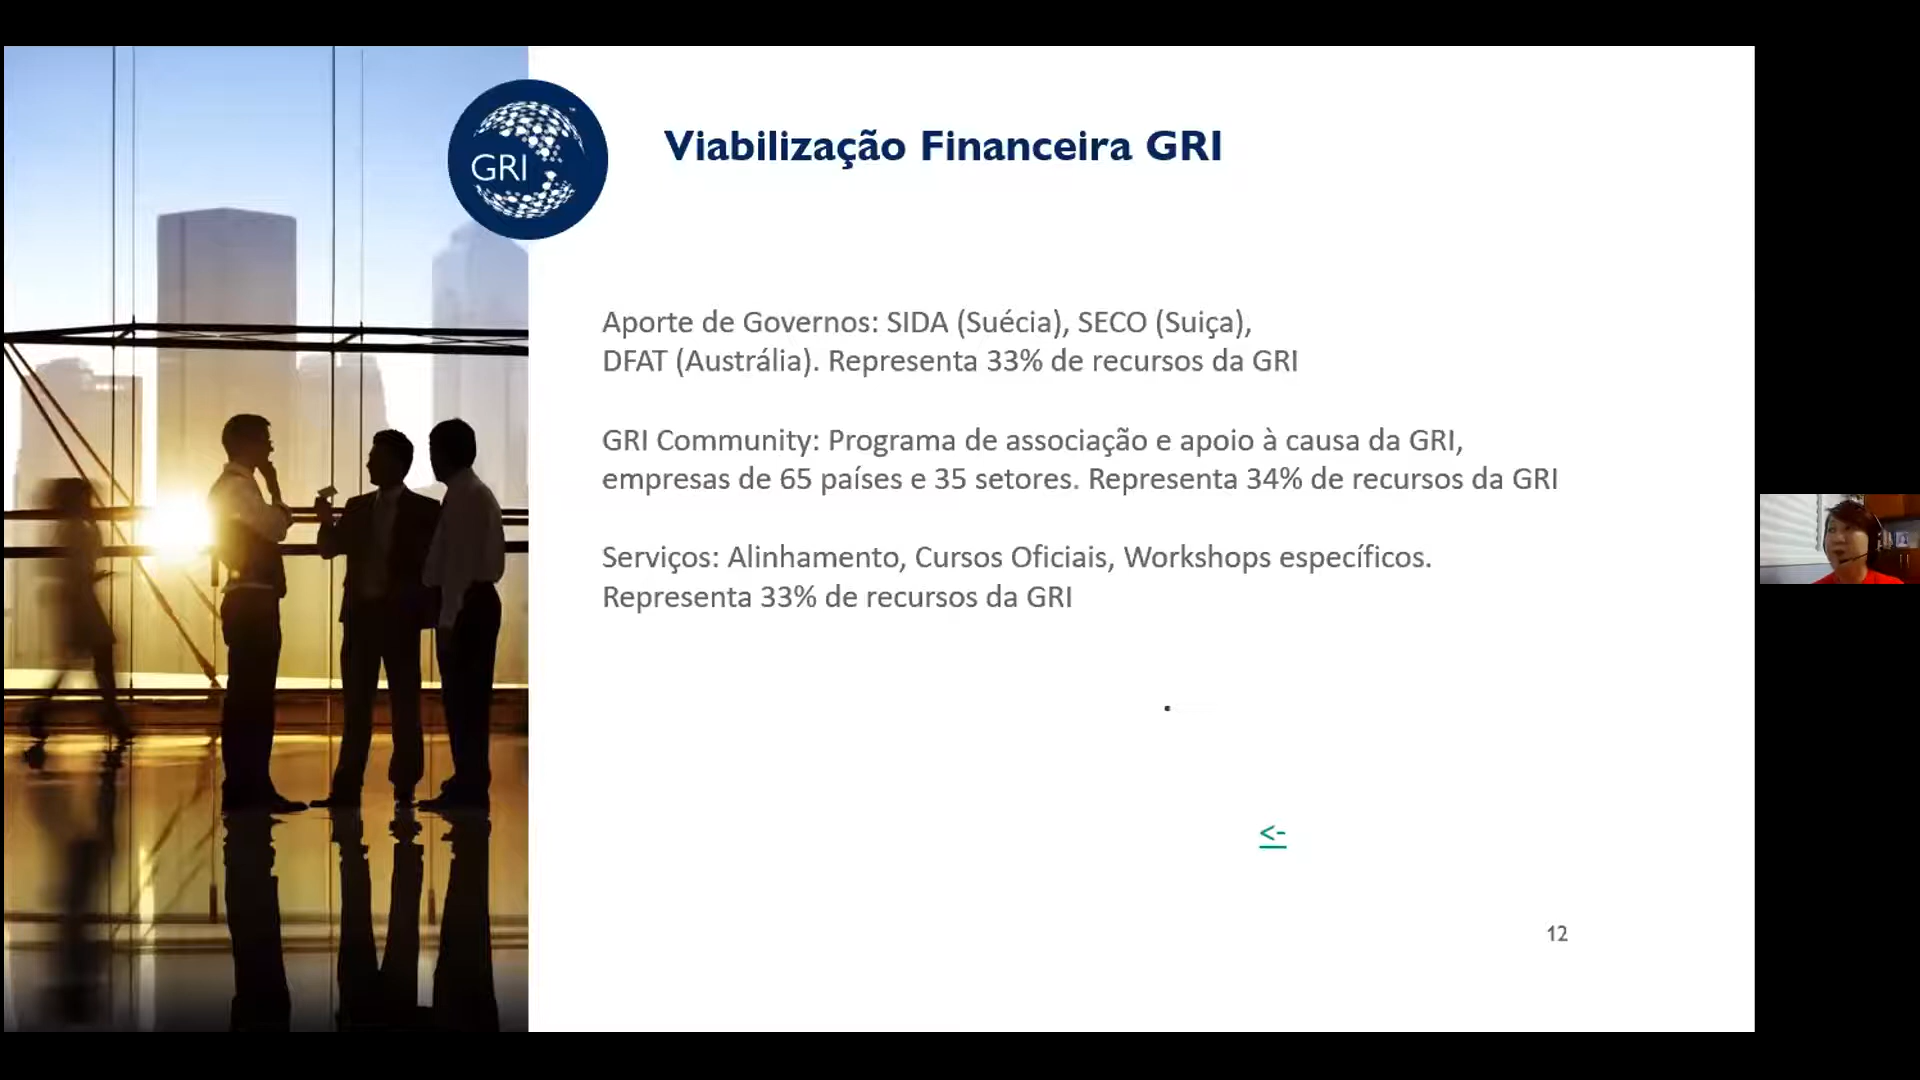 GRI
Viabilização Financeira GRI
Aporte de Governos: SIDA (Suécia), SECO (Suiça),
DFAT (Austrália). Representa 33% de recursos da GRI
GRI Community: Programa de associação e apoio à causa da GRI,
empresas de 65 países e 35 setores. Representa 34% de recursos da GRI
Serviços: Alinhamento, Cursos Oficiais, Workshops específicos.
Representa 33% de recursos da GRI
.
<-
12